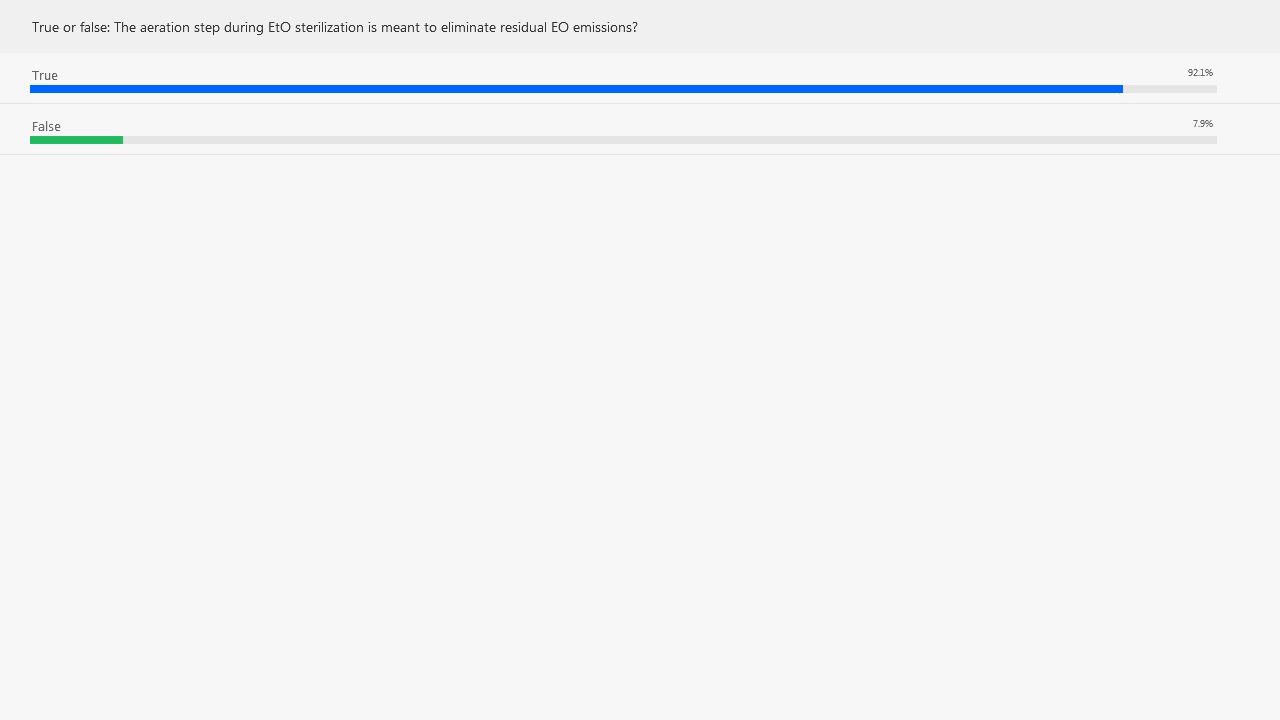 True or false: The aeration step during EtO sterilization is meant to eliminate residual EO emissions?
True
92.1%
False
7.9%